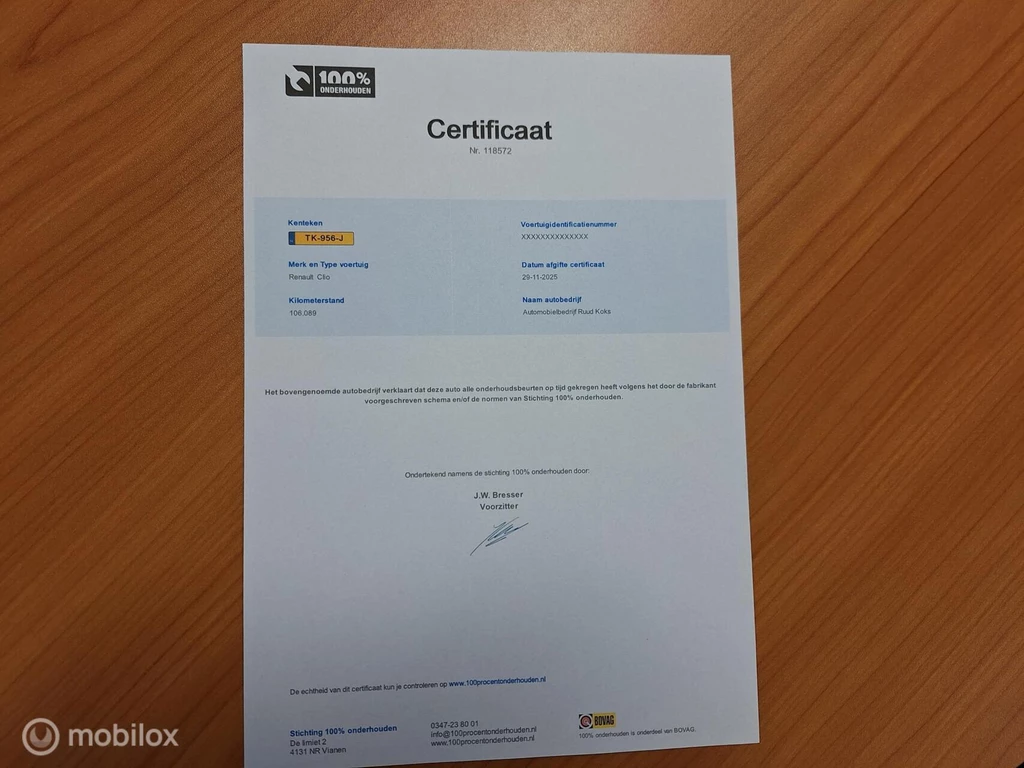 100%
ONDERHOUDEN
Certificaat
Nr. 118572
Kenteken
TK-956-J
Merk en Type voertuig
Renault Clio
Kilometerstand
106.089
Voertuigidentificatienummer
XXXXXXXXXXXXXX
Datum afgifte certificaat
29-11-2025
Naam autobedrijf
Automobielbedrijf Ruud Koks
Het bovengenoemde autobedrijf verklaart dat deze auto alle onderhoudsbeurten op tijd gekregen heeft volgens het door de fabrikant
voorgeschreven schema en/of de normen van Stichting 100% onderhouden.
Ondertekend namens de stichting 100% onderhouden door:
J.W. Bresser
Voorzitter
De echtheid van dit certificaat kun je controleren op www.100procentonderhouden.nl
Stichting 100% onderhouden
De limiet 2
4131 NR Vianen
0347-23 80 01
info@100procentonderhouden.nl
www.100procentonderhouden.nl
BOVAG
100% onderhouden is onderdeel van BOVAG.
mobilox